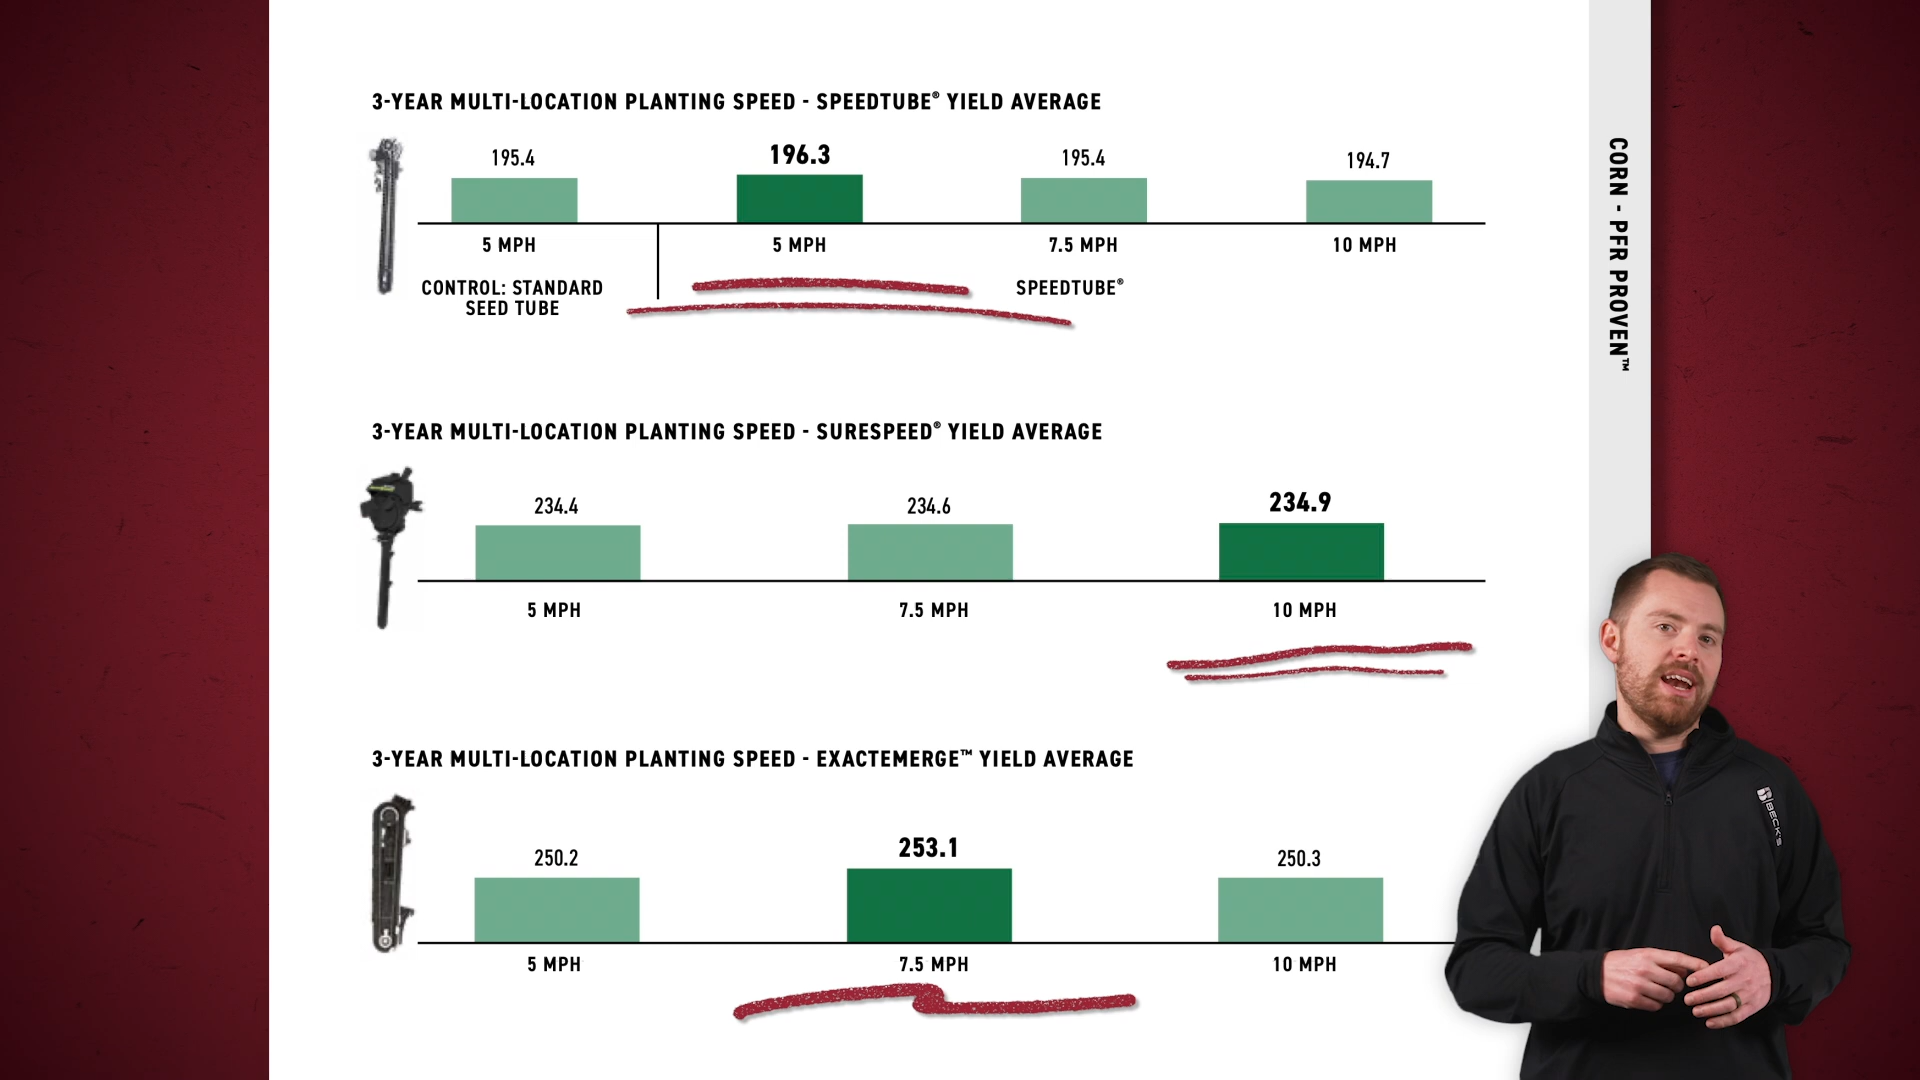 3-YEAR MULTI-LOCATION PLANTING SPEED - SPEEDTUBE® YIELD AVERAGE
195.4
196.3
195.4
194.7
5 MPH
5 MPH
7.5 MPH
10 MPH
CONTROL: STANDARD
SEED TUBE
SPEEDTUBE®
3-YEAR MULTI-LOCATION PLANTING SPEED - SURESPEED® YIELD AVERAGE
234.4
234.6
234.9
5 MPH
7.5 MPH
10 MPH
3-YEAR MULTI-LOCATION PLANTING SPEED - EXACTEMERGE™ YIELD AVERAGE
250.2
253.1
250.3
5 MPH
7.5 MPH
10 MPH
CORN - PFR PROVEN™
BECK'S